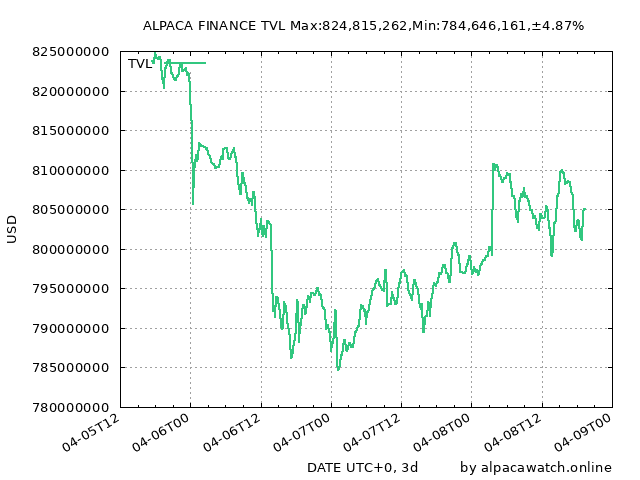 ALPACA FINANCE TVL Max:824,815,262,Min:784,646,161,±4.87%
825000000
TVL
820000000
815000000
810000000
805000000
USD
800000000
795000000
790000000
785000000
780000000
04-05T12 04-06T00 04-06T12 04-07T00 04-07T12 04-08T00 04-08T12 04-09T00
DATE UTC+0, 3d by alpacawatch.online